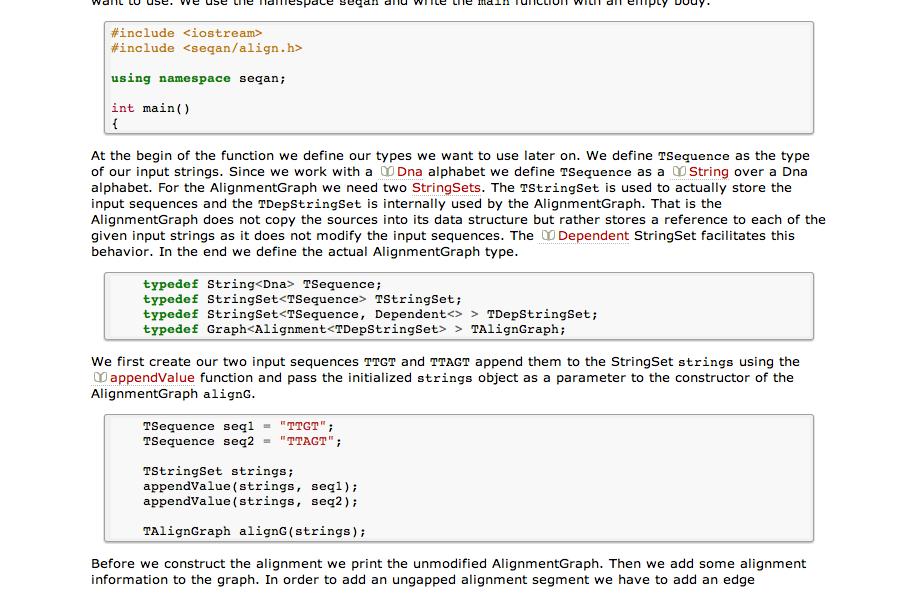 want to use. We use the namespace seqan and write the main function with an empty body.
#include <iostream>
#include <seqan/align.h>
using namespace seqan;
int main()
{
At the begin of the function we define our types we want to use later on. We define TSequence as the type
of our input strings. Since we work with a Dna alphabet we define TSequence as a String over a Dna
alphabet. For the AlignmentGraph we need two StringSets. The TStringSet is used to actually store the
input sequences and the TDepStringSet is internally used by the AlignmentGraph. That is the
AlignmentGraph does not copy the sources into its data structure but rather stores a reference to each of the
given input strings as it does not modify the input sequences. The Dependent StringSet facilitates this
behavior. In the end we define the actual AlignmentGraph type.
typedef String<Dna> TSequence;
typedef StringSet<TSequence> TStringSet;
typedef StringSet<TSequence, Dependent<> > TDepStringSet;
typedef Graph<Alignment<TDepStringSet> > TAlignGraph;
We first create our two input sequences TTGT and TTAGT append them to the StringSet strings using the
appendValue function and pass the initialized strings object as a parameter to the constructor of the
AlignmentGraph alignG.
TSequence seq1 = "TTGT";
TSequence seq2 = "TTAGT";
TStringSet strings;
appendValue(strings, seq1);
appendValue(strings, seq2);
TAlignGraph alignG(strings);
Before we construct the alignment we print the unmodified AlignmentGraph. Then we add some alignment
information to the graph. In order to add an ungapped alignment segment we have to add an edge